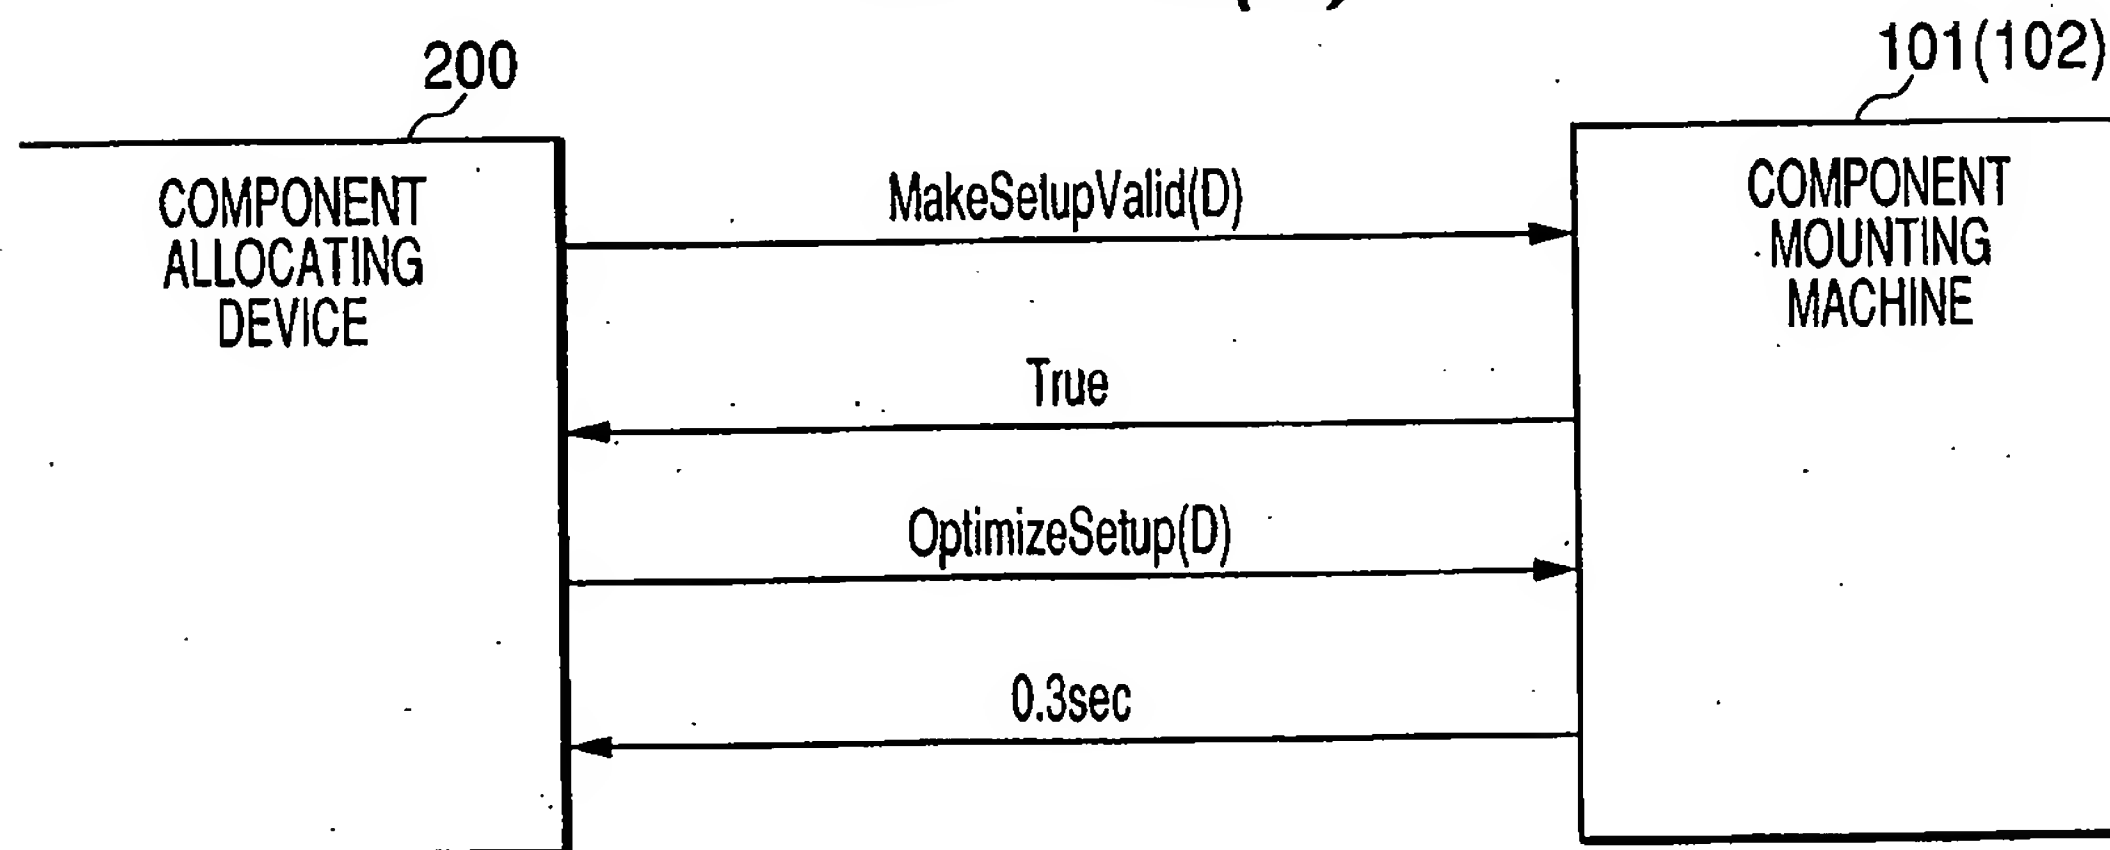 200
101(102)
COMPONENT
ALLOCATING
DEVICE
MakeSetupValid(D)
COMPONENT
MOUNTING
MACHINE
True
OptimizeSetup(D)
0.3sec